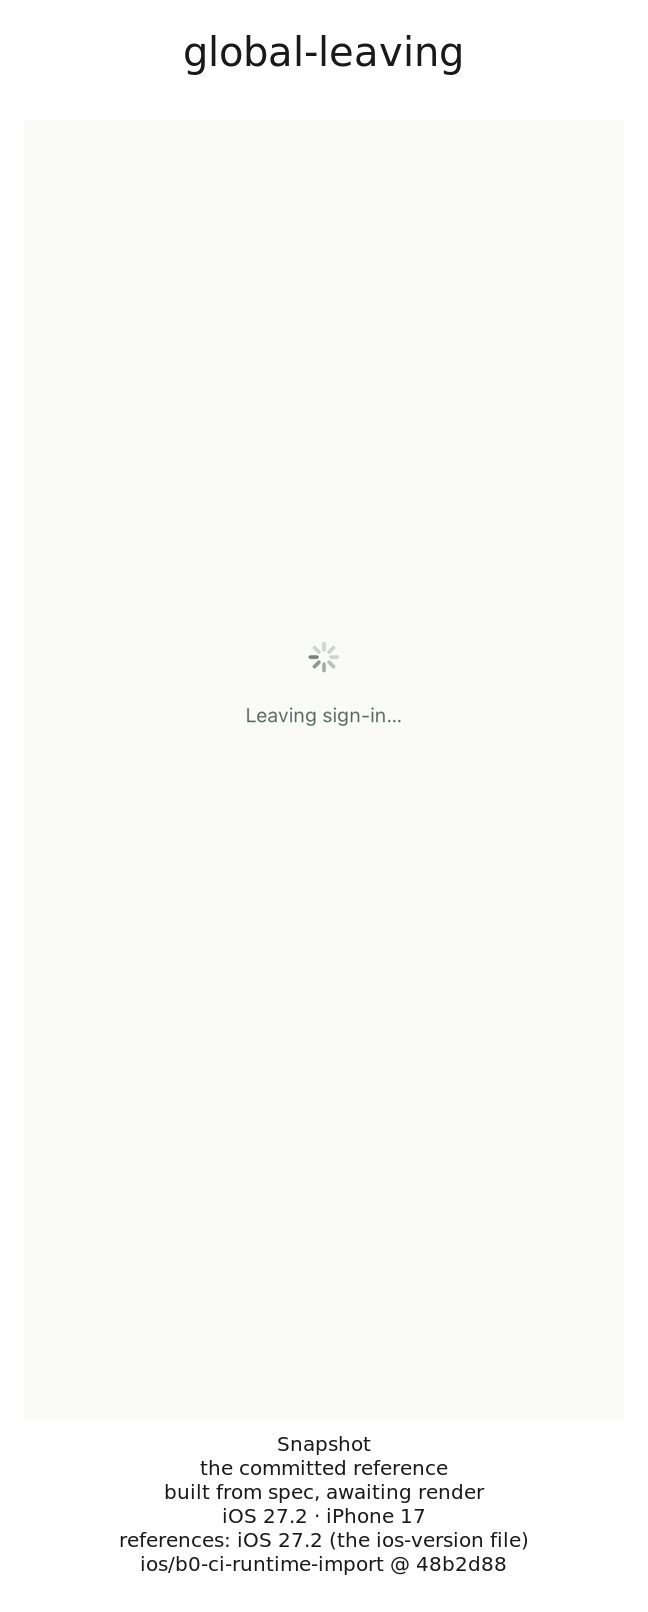 global-leaving
Leaving sign-in...
Snapshot
the committed reference
built from spec, awaiting render
iOS 27.2 · iPhone 17
references: iOS 27.2 (the ios-version file)
ios/b0-ci-runtime-import @ 48b2d88